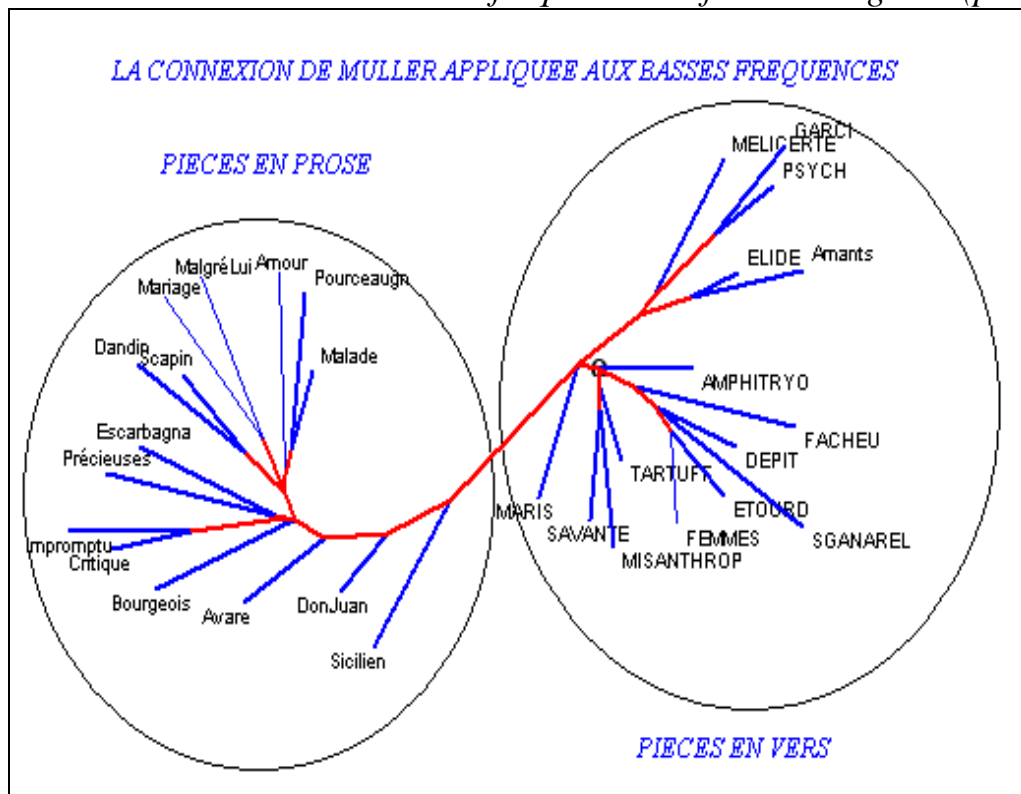 LA CONNEXION DE MULLER APPLIQUEE AUX BASSES FREQUENCES
PIECES EN PROSE
GARCI
MELICERTE
PSYCH
ELIDE
Amants
MalgréLui
Amour
Pourceaugn
Mariage
Dandin
Scapin
Malade
AMPHITRYO
Escarbagna
Précieuses
FACHEU
DEPIT
TARTUFT
ETOURD
MARIS
SAVANTE
FEMMES
SGANAREL
MISANTHROP
Impromptu
Critique
Bourgeois
Avare
DonJuan
Sicilien
PIECES EN VERS